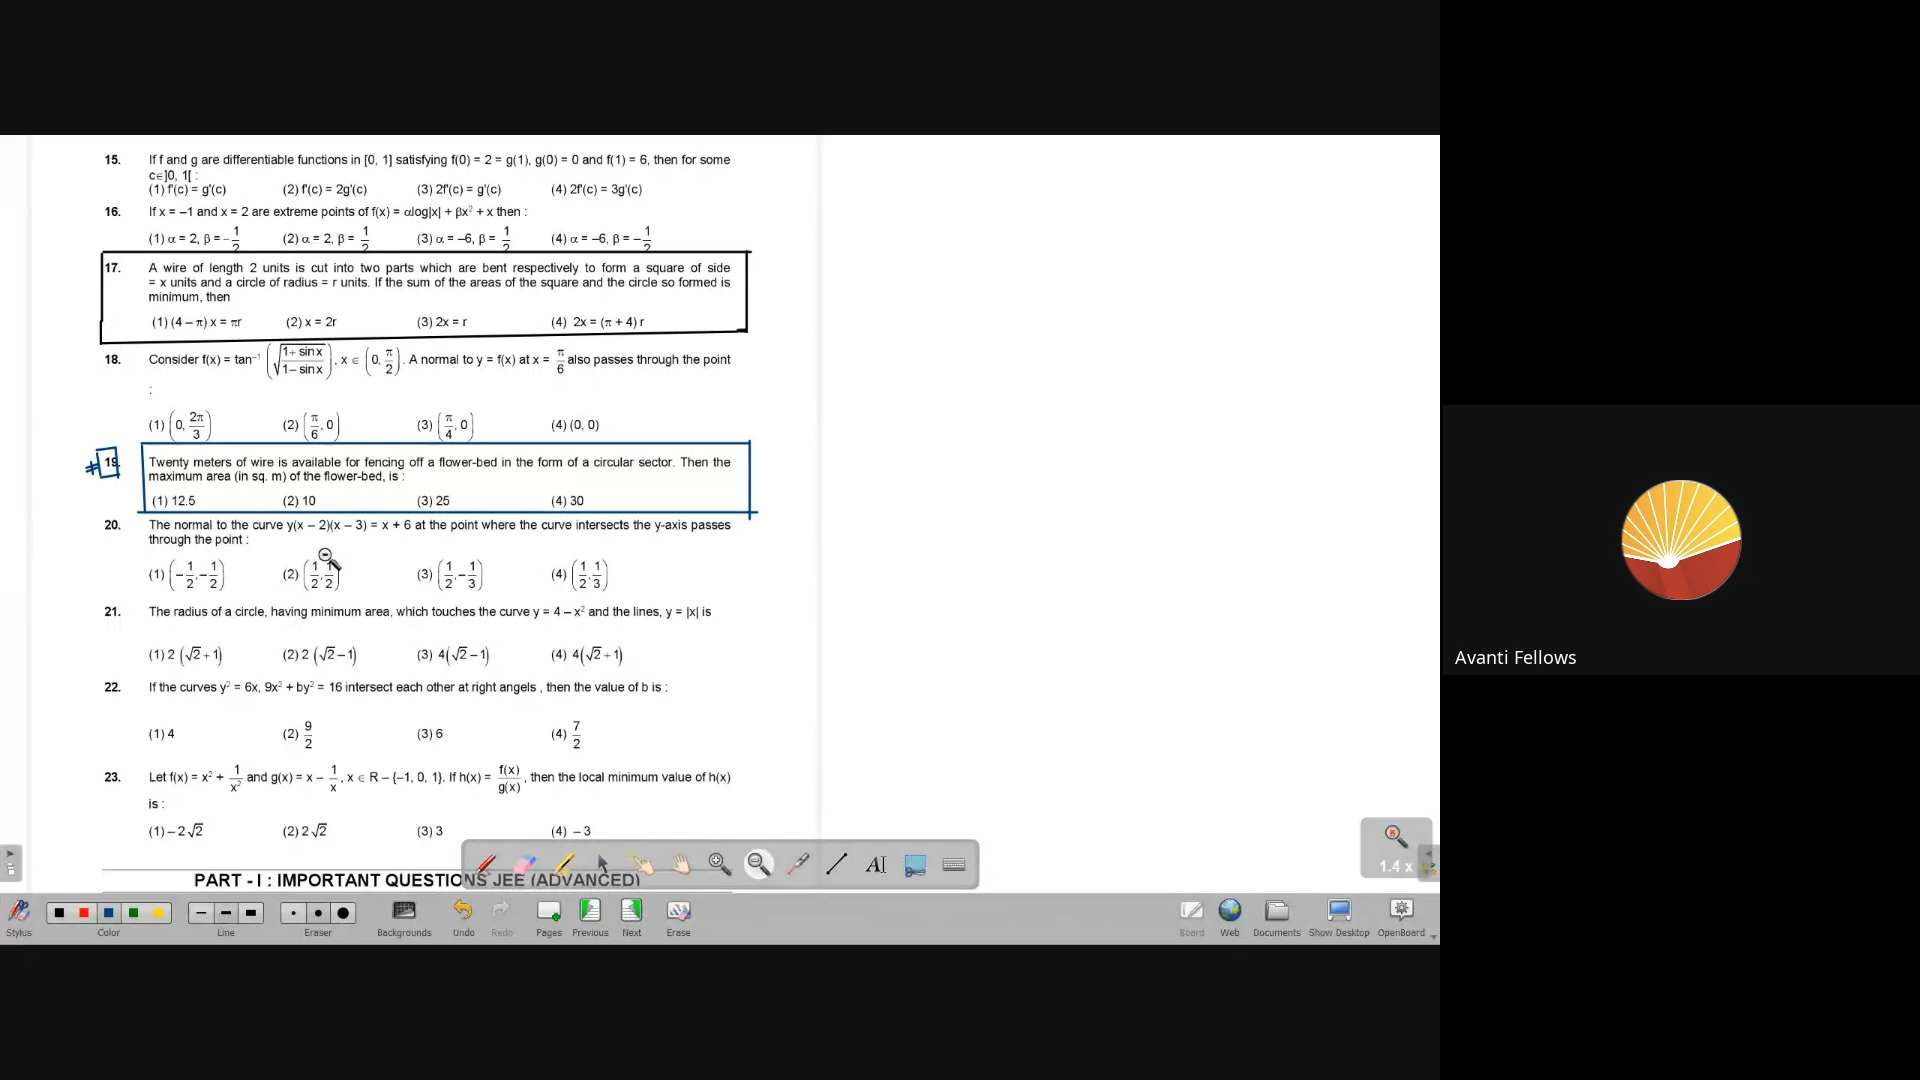 15. If f and g are differentiable functions in [0, 1] satisfying f(0) = 2 = g(1), g(0) = 0 and f(1) = 6, then for some
c∈]0, 1[ :
(1) f'(c) = g'(c) (2) f'(c) = 2g'(c) (3) 2f'(c) = g'(c) (4) 2f'(c) = 3g'(c)
16. If x = –1 and x = 2 are extreme points of f(x) = αlog|x| + βx² + x then :
(1) α = 2, β = -1/2 (2) α = 2, β = 1/2 (3) α = –6, β = 1/2 (4) α = –6, β = –1/2
17. A wire of length 2 units is cut into two parts which are bent respectively to form a square of side
= x units and a circle of radius = r units. If the sum of the areas of the square and the circle so formed is
minimum, then
(1) (4 – π) x = πr (2) x = 2r (3) 2x = r (4) 2x = (π + 4) r
18. Consider f(x) = tan⁻¹ (√((1+ sin x)/(1– sin x))), x ∈ (0, π/2). A normal to y = f(x) at x = π/6 also passes through the point
:
(1) (0, 2π/3) (2) (π/6, 0) (3) (π/4, 0) (4) (0, 0)
# 19. Twenty meters of wire is available for fencing off a flower-bed in the form of a circular sector. Then the
maximum area (in sq. m) of the flower-bed, is :
(1) 12.5 (2) 10 (3) 25 (4) 30
20. The normal to the curve y(x – 2)(x – 3) = x + 6 at the point where the curve intersects the y-axis passes
through the point :
(1) (–1/2, –1/2) (2) (1/2, 1/2) (3) (1/2, –1/3) (4) (1/2, 1/3)
21. The radius of a circle, having minimum area, which touches the curve y = 4 – x² and the lines, y = |x| is
(1) 2 (√2 + 1) (2) 2 (√2 – 1) (3) 4(√2 – 1) (4) 4(√2 + 1)
22. If the curves y² = 6x, 9x² + by² = 16 intersect each other at right angels , then the value of b is :
(1) 4 (2) 9/2 (3) 6 (4) 7/2
23. Let f(x) = x² + 1/x² and g(x) = x – 1/x, x ∈ R – {–1, 0, 1}. If h(x) = f(x)/g(x), then the local minimum value of h(x)
is :
(1) – 2√2 (2) 2√2 (3) 3 (4) – 3
PART - I : IMPORTANT QUESTIONS JEE (ADVANCED)
AI
1.4 x
Stylus Color Line Eraser Backgrounds Undo Redo Pages Previous Next Erase Board Web Documents Show Desktop OpenBoard
Avanti Fellows